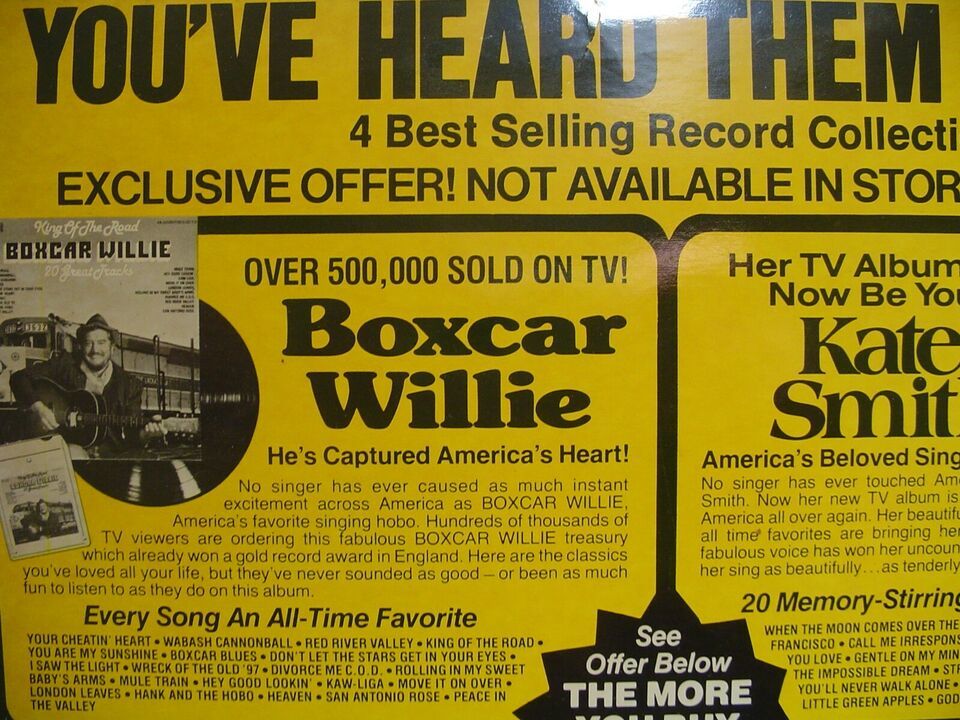 YOU'VE HEARD THEM
4 Best Selling Record Collecti
EXCLUSIVE OFFER! NOT AVAILABLE IN STOR
King Of The Road
BOXCAR WILLIE
20 Great Tracks
OVER 500,000 SOLD ON TV!
Boxcar
Willie
He's Captured America's Heart!
No singer has ever caused as much instant
excitement across America as BOXCAR WILLIE,
America's favorite singing hobo. Hundreds of thousands of
TV viewers are ordering this fabulous BOXCAR WILLIE treasury
which already won a gold record award in England. Here are the classics
you've loved all your life, but they've never sounded as good – or been as much
fun to listen to as they do on this album.
Every Song An All-Time Favorite
YOUR CHEATIN' HEART • WABASH CANNONBALL • RED RIVER VALLEY • KING OF THE ROAD •
YOU ARE MY SUNSHINE • BOXCAR BLUES • DON'T LET THE STARS GET IN YOUR EYES •
I SAW THE LIGHT • WRECK OF THE OLD '97 • DIVORCE ME C.O.D. • ROLLING IN MY SWEET
BABY'S ARMS • MULE TRAIN • HEY GOOD LOOKIN' • KAW-LIGA • MOVE IT ON OVER •
LONDON LEAVES • HANK AND THE HOBO • HEAVEN • SAN ANTONIO ROSE • PEACE IN
THE VALLEY
Her TV Album
Now Be You
Kate
Smit
America's Beloved Sing
No singer has ever touched Ame
Smith. Now her new TV album is
America all over again. Her beautifu
all time favorites are bringing her
fabulous voice has won her uncoun
her sing as beautifully...as tenderly
20 Memory-Stirring
WHEN THE MOON COMES OVER THE
FRANCISCO • CALL ME IRRESPONS
YOU LOVE • GENTLE ON MY MIN
THE IMPOSSIBLE DREAM • STR
YOU'LL NEVER WALK ALONE •
LITTLE GREEN APPLES • GOD
See
Offer Below
THE MORE
YOU BUY